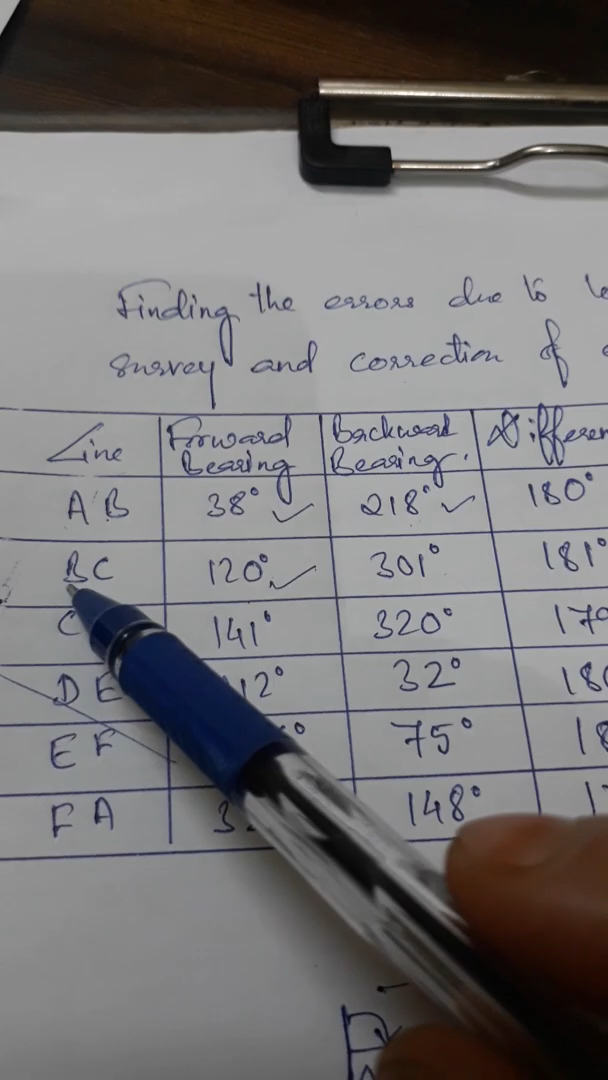 Finding the errors due to
survey and correction of
Line Forward Bearing Backward Bearing.
AB 38° 218° 180°
BC 120° 301° 181°
C 141° 320°
DE 32°
EF 75°
FA 148°